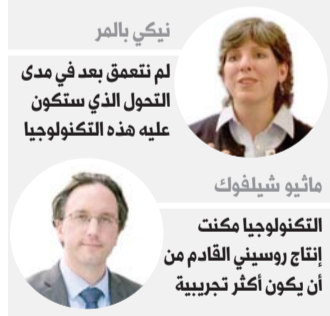 نيكي بالمر
لم نتعمق بعد في مدى
التحول الذي ستكون
عليه هذه التكنولوجيا
ماثيو شيلفوك
التكنولوجيا مكنت
إنتاج روسيني القادم من
أن يكون أكثر تجريبية